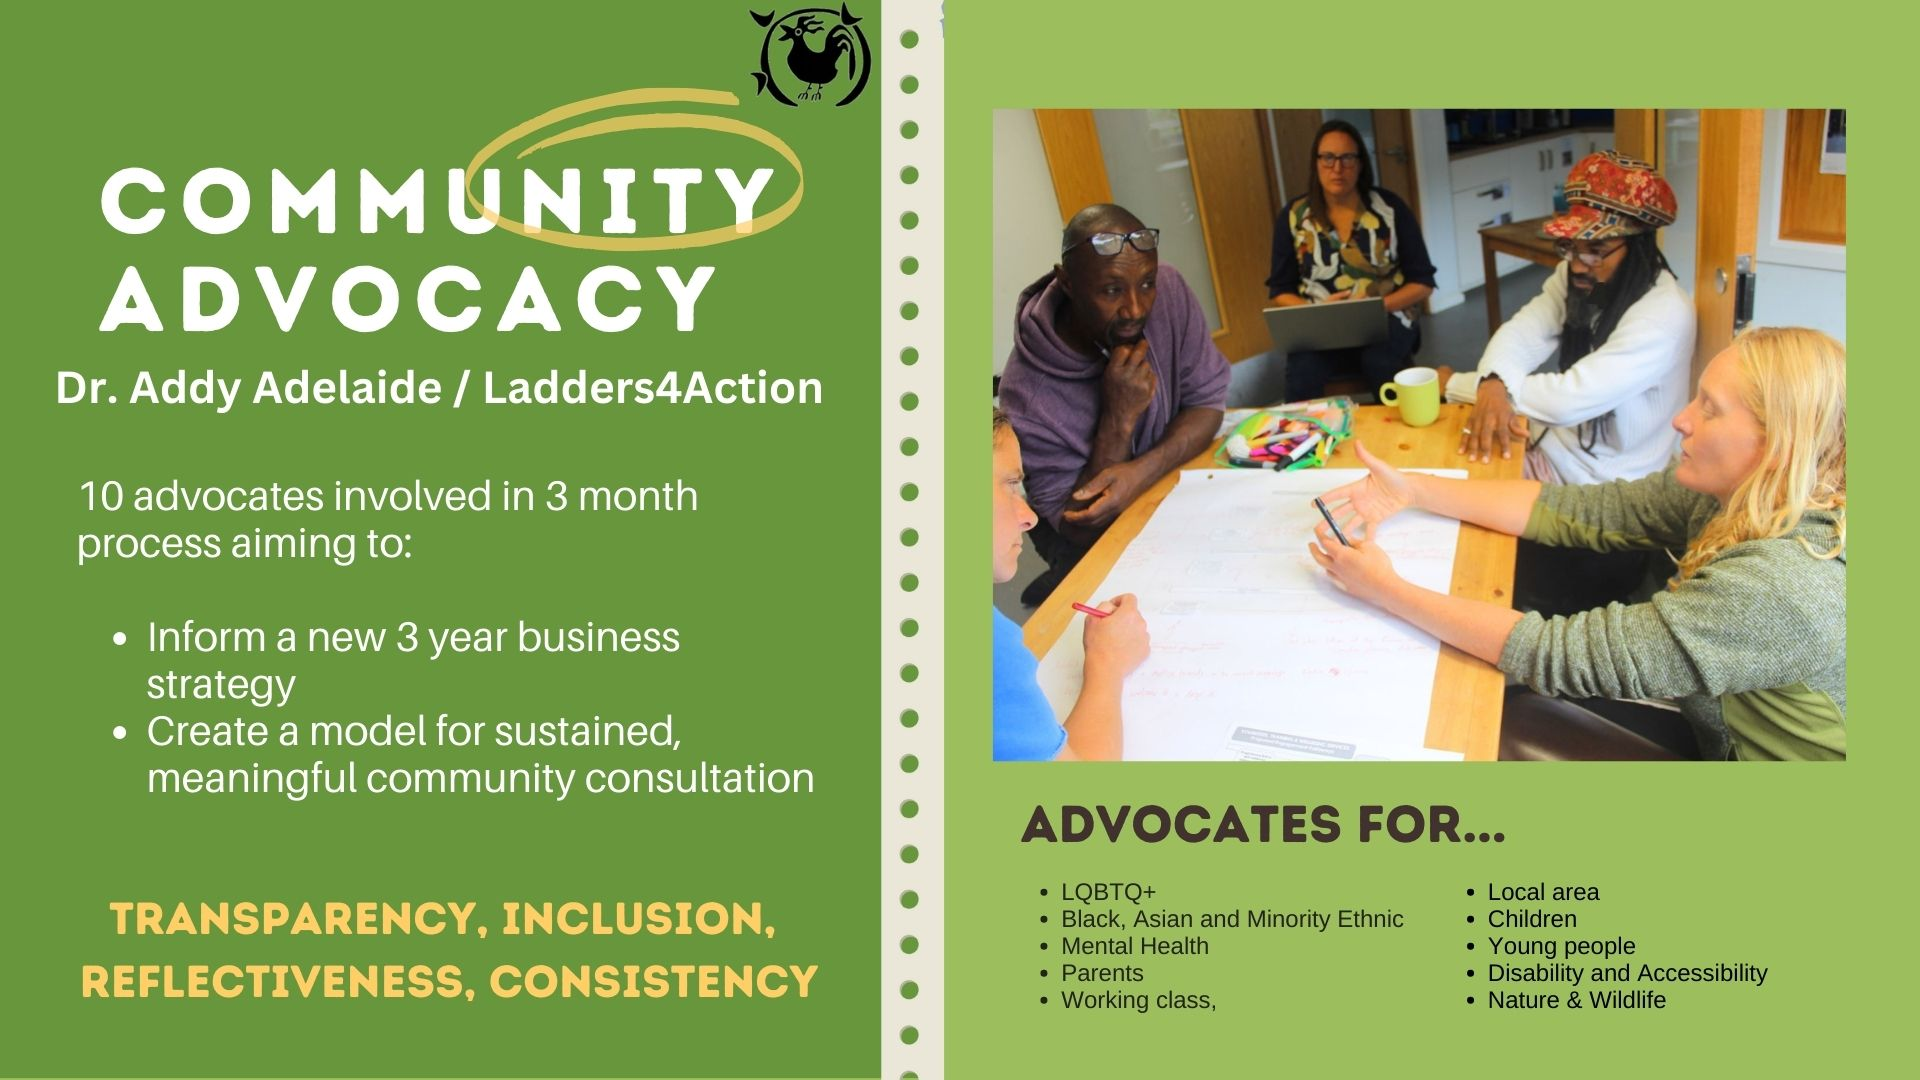 COMMUNITY
ADVOCACY
Dr. Addy Adelaide / Ladders4Action
10 advocates involved in 3 month
process aiming to:
• Inform a new 3 year business
strategy
• Create a model for sustained,
meaningful community consultation
TRANSPARENCY, INCLUSION,
REFLECTIVENESS, CONSISTENCY
ADVOCATES FOR...
• LQBTQ+
• Black, Asian and Minority Ethnic
• Mental Health
• Parents
• Working class,
• Local area
• Children
• Young people
• Disability and Accessibility
• Nature & Wildlife